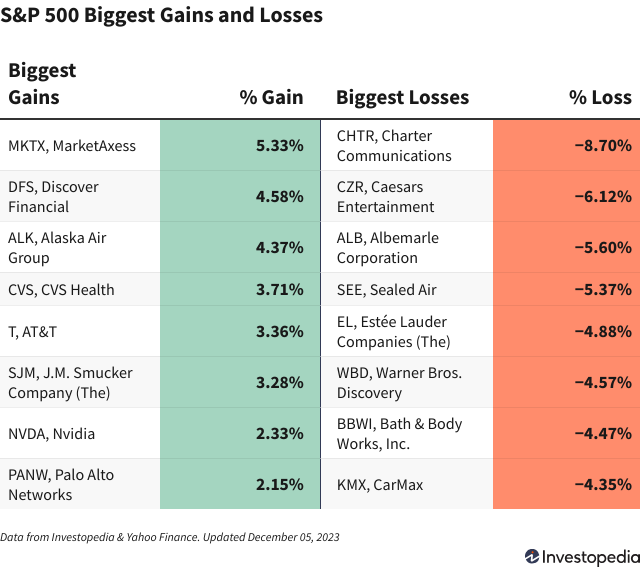 S&P 500 Biggest Gains and Losses
Biggest
Gains
% Gain
Biggest Losses
% Loss
MKTX, MarketAxess
5.33%
CHTR, Charter
Communications
−8.70%
DFS, Discover
Financial
4.58%
CZR, Caesars
Entertainment
−6.12%
ALK, Alaska Air
Group
4.37%
ALB, Albemarle
Corporation
−5.60%
CVS, CVS Health
3.71%
SEE, Sealed Air
−5.37%
T, AT&T
3.36%
EL, Estée Lauder
Companies (The)
−4.88%
SJM, J.M. Smucker
Company (The)
3.28%
WBD, Warner Bros.
Discovery
−4.57%
NVDA, Nvidia
2.33%
BBWI, Bath & Body
Works, Inc.
−4.47%
PANW, Palo Alto
Networks
2.15%
KMX, CarMax
−4.35%
Data from Investopedia & Yahoo Finance. Updated December 05, 2023
Investopedia